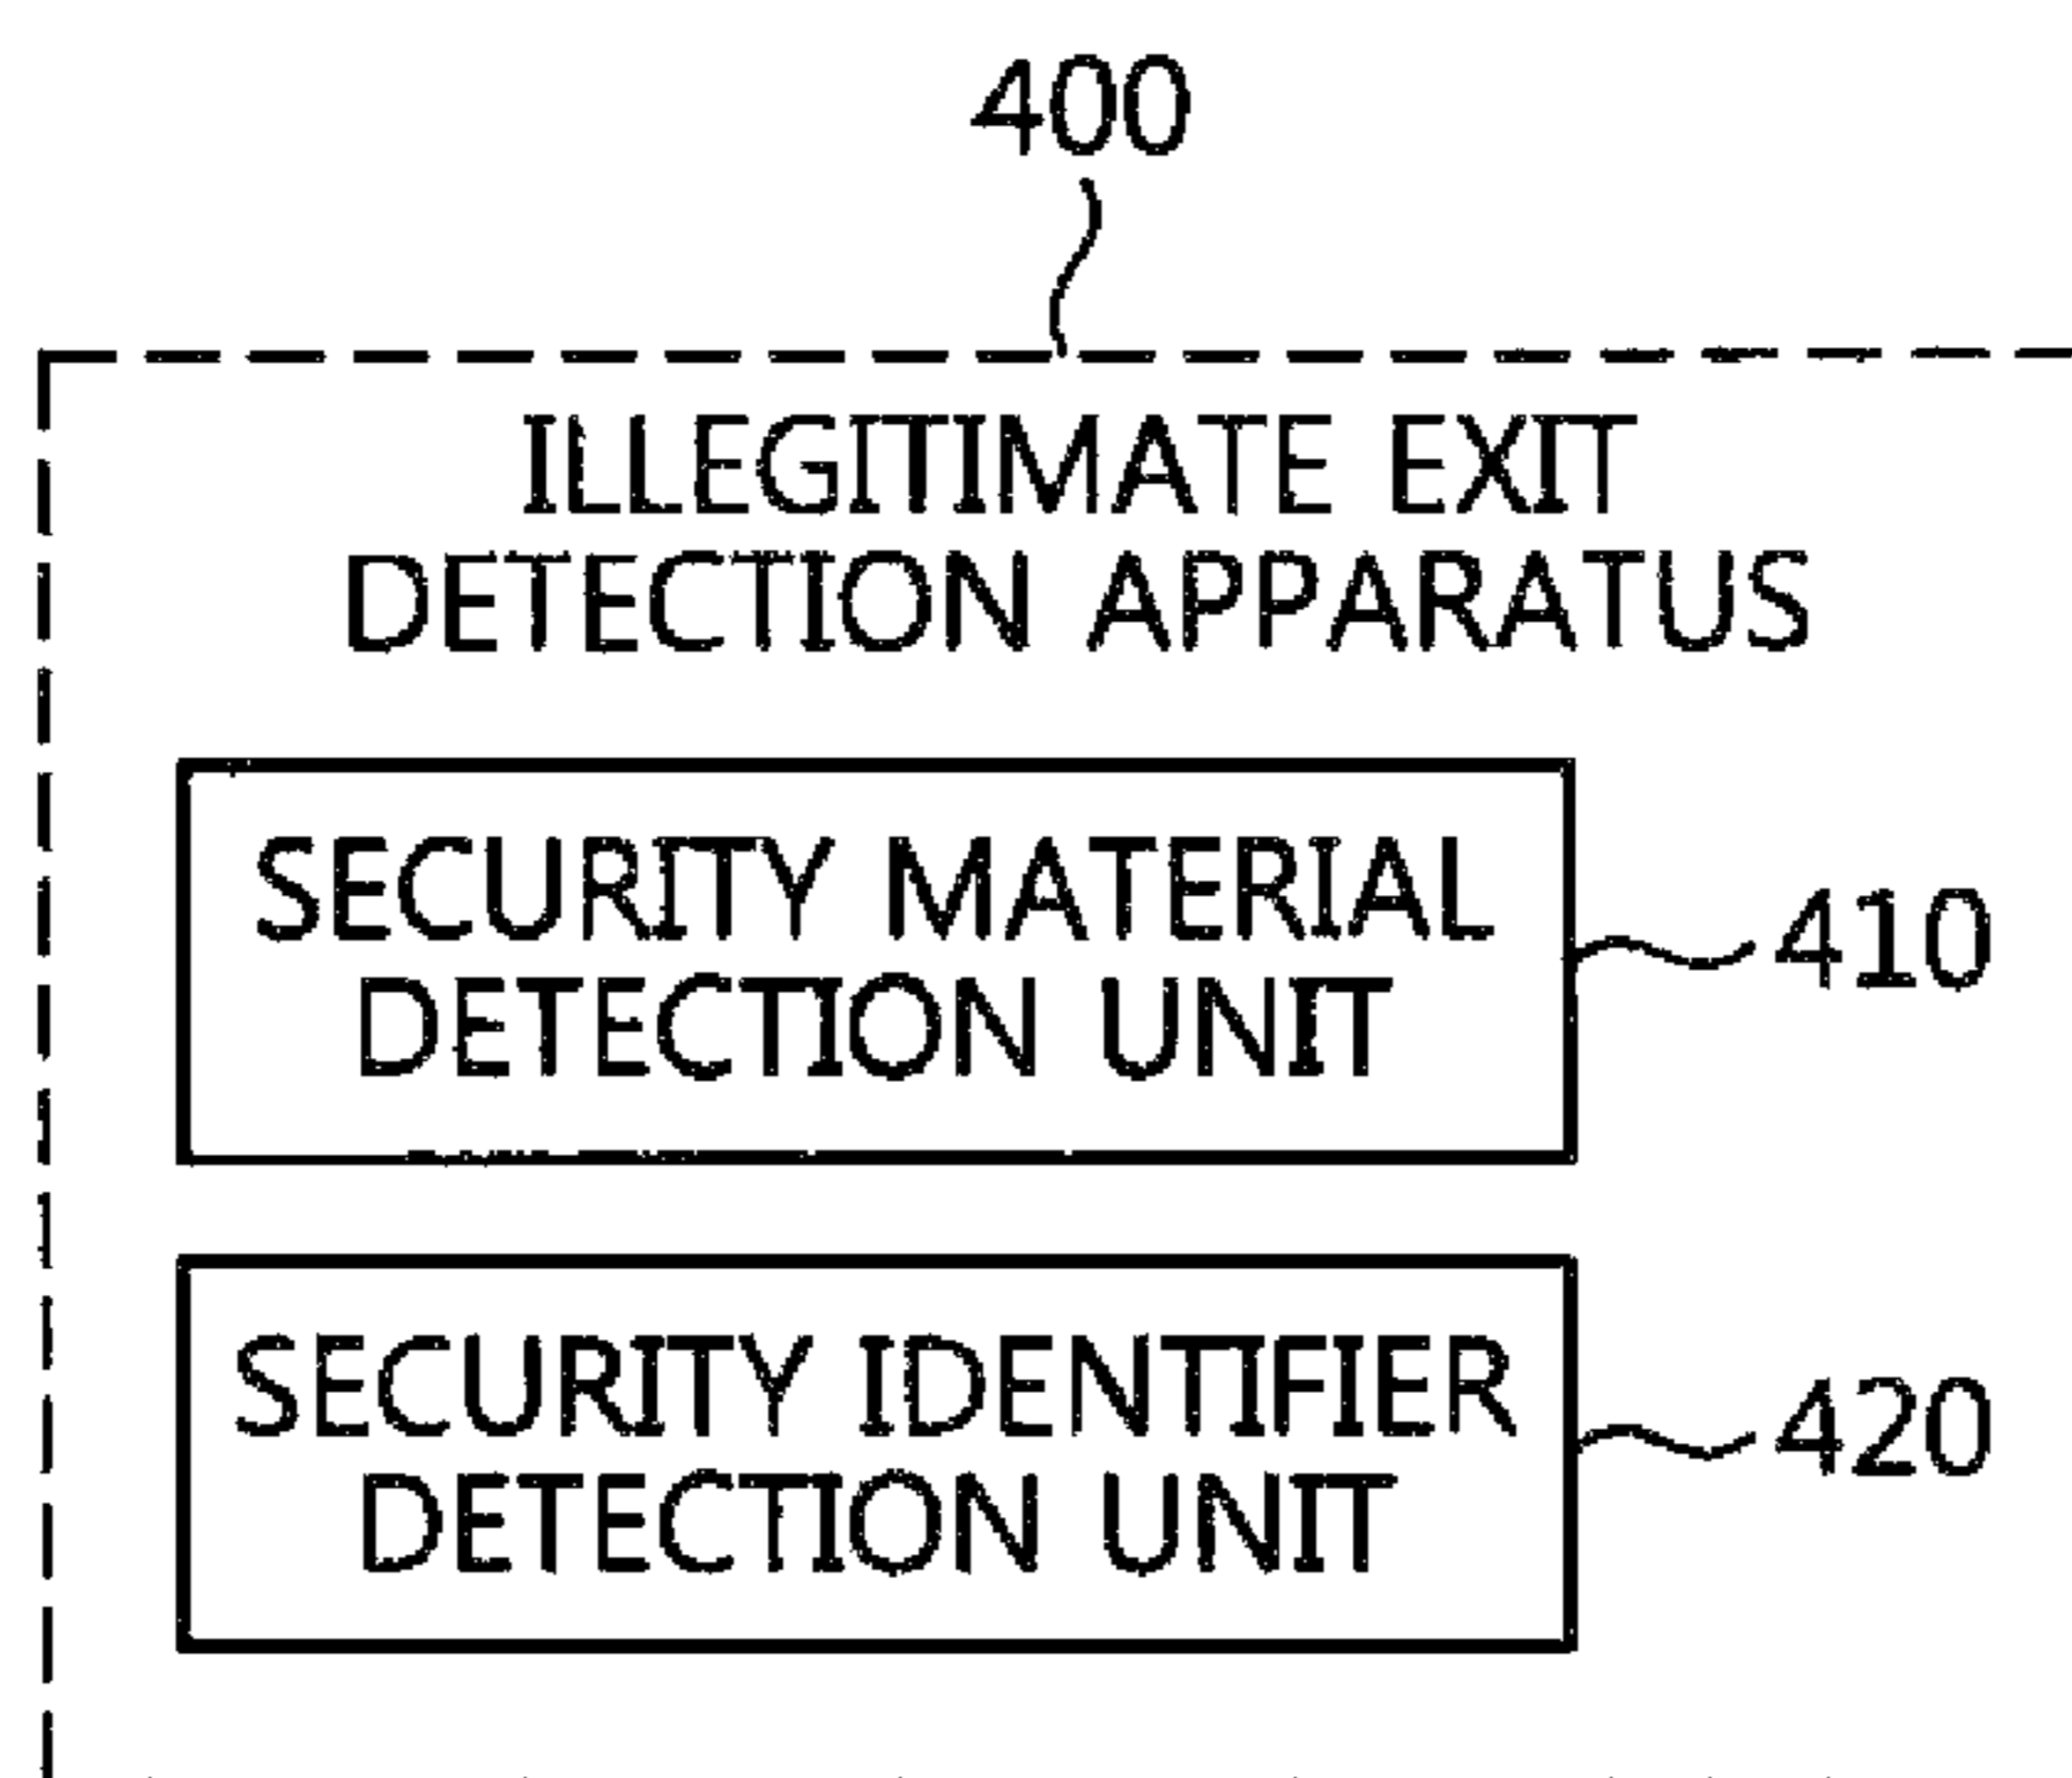 400
ILLEGITIMATE EXIT
DETECTION APPARATUS
SECURITY MATERIAL
DETECTION UNIT
410
SECURITY IDENTIFIER
DETECTION UNIT
420